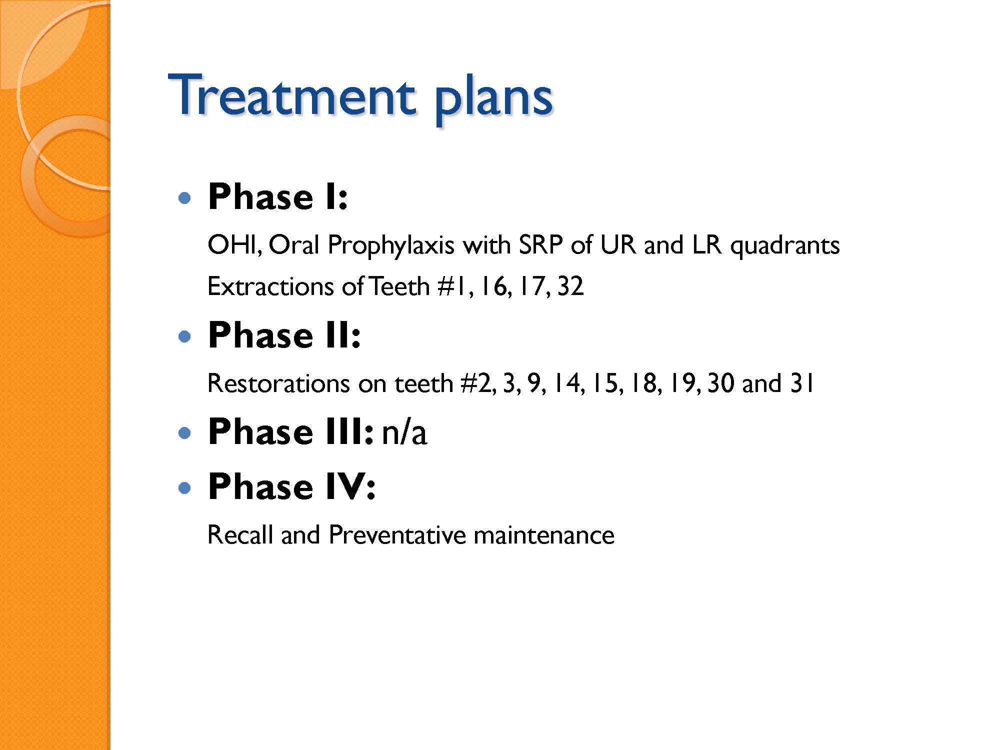 Treatment plans
• Phase I:
OHI, Oral Prophylaxis with SRP of UR and LR quadrants
Extractions of Teeth #1, 16, 17, 32
• Phase II:
Restorations on teeth #2, 3, 9, 14, 15, 18, 19, 30 and 31
• Phase III: n/a
• Phase IV:
Recall and Preventative maintenance